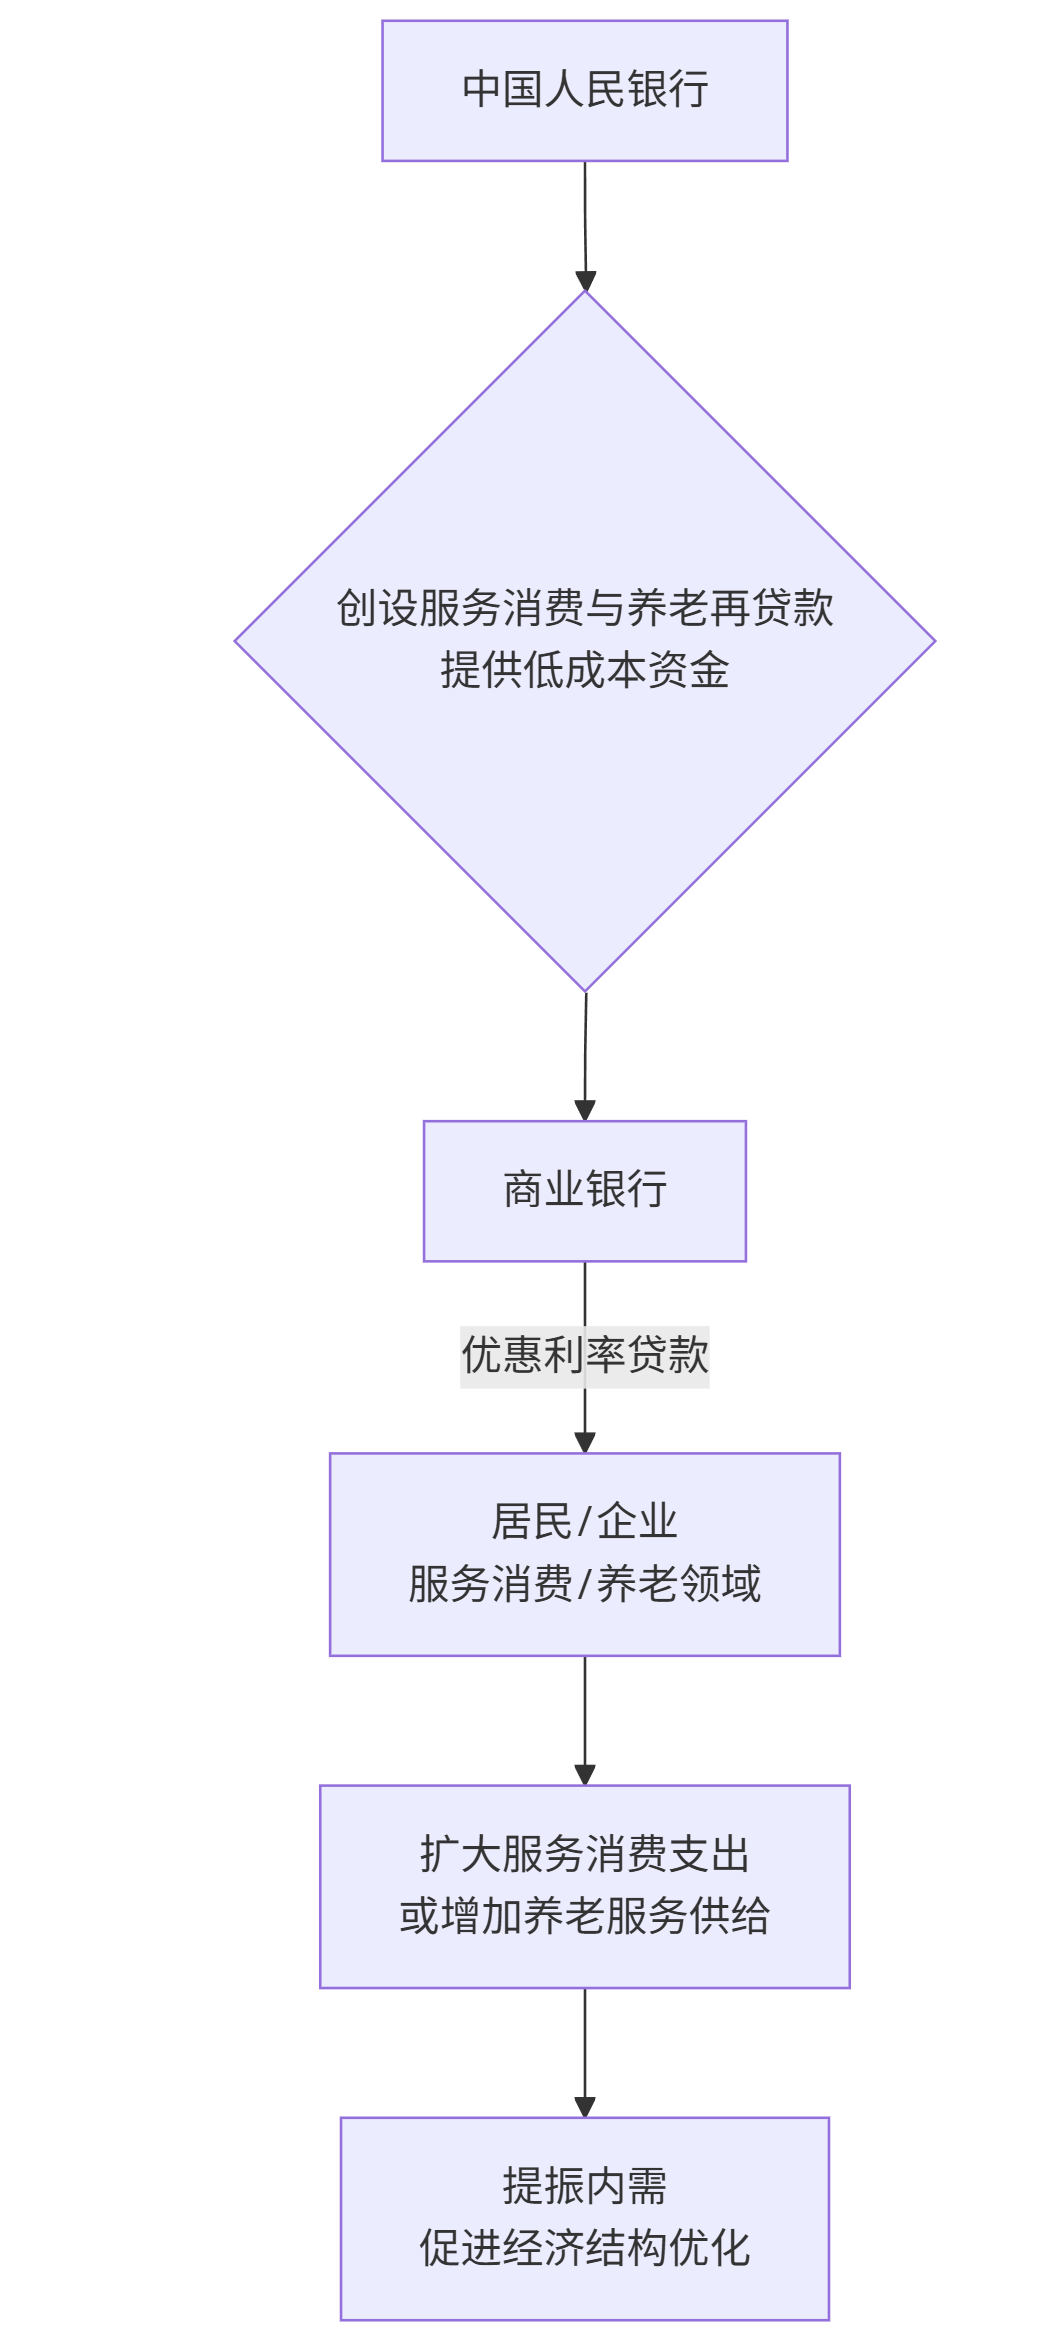 中国人民银行
创设服务消费与养老再贷款
提供低成本资金
商业银行
优惠利率贷款
居民/企业
服务消费/养老领域
扩大服务消费支出
或增加养老服务供给
提振内需
促进经济结构优化